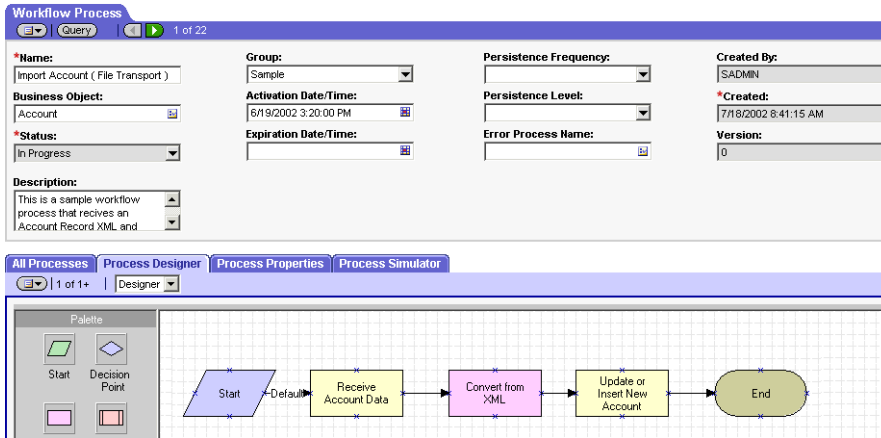 Workflow Process
Query
1 of 22
*Name:
Import Account ( File Transport )
Group:
Sample
Persistence Frequency:
Created By:
SADMIN
Business Object:
Account
Activation Date/Time:
6/19/2002 3:20:00 PM
Persistence Level:
*Created:
7/18/2002 8:41:15 AM
*Status:
In Progress
Expiration Date/Time:
Error Process Name:
Version:
0
Description:
This is a sample workflow
process that recives an
Account Record XML and
All Processes Process Designer Process Properties Process Simulator
1 of 1+
Designer
Palette
Start
Decision
Point
Start
Default
Receive
Account Data
Convert from
XML
Update or
Insert New
Account
End